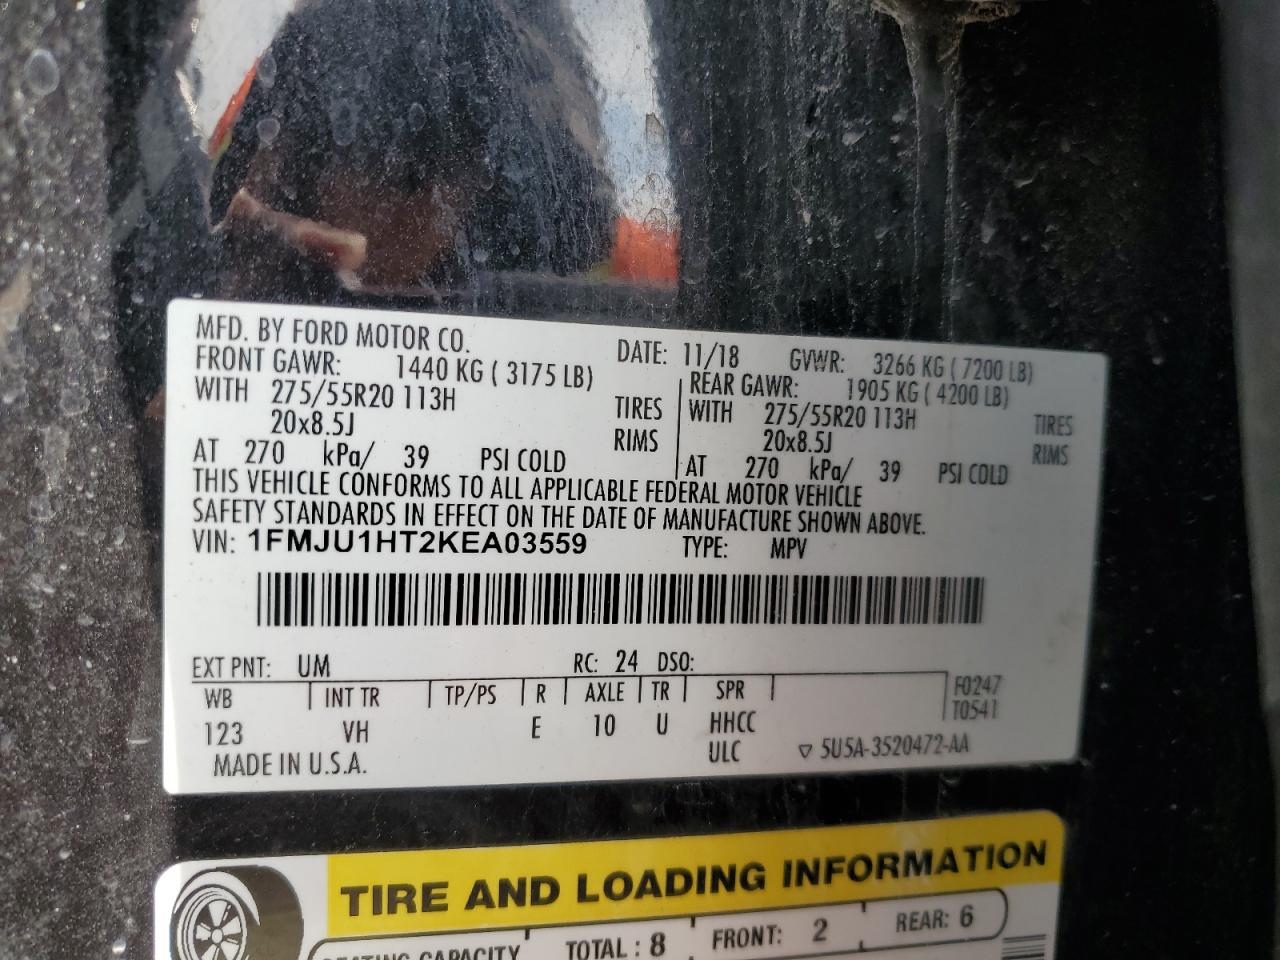 MFD. BY FORD MOTOR CO.
DATE: 11/18 GVWR: 3266 KG ( 7200 LB)
FRONT GAWR: 1440 KG ( 3175 LB)
WITH 275/55R20 113H TIRES
20x8.5J RIMS
AT 270 kPa/ 39 PSI COLD
REAR GAWR: 1905 KG ( 4200 LB)
WITH 275/55R20 113H TIRES
20x8.5J RIMS
AT 270 kPa/ 39 PSI COLD
THIS VEHICLE CONFORMS TO ALL APPLICABLE FEDERAL MOTOR VEHICLE
SAFETY STANDARDS IN EFFECT ON THE DATE OF MANUFACTURE SHOWN ABOVE.
VIN: 1FMJU1HT2KEA03559 TYPE: MPV
EXT PNT: UM RC: 24 DSO:
WB INT TR TP/PS R AXLE TR SPR F0247
T0541
123 VH E 10 U HHCC
ULC
MADE IN U.S.A. 5U5A-3520472-AA
TIRE AND LOADING INFORMATION
SEATING CAPACITY TOTAL : 8 FRONT: 2 REAR: 6